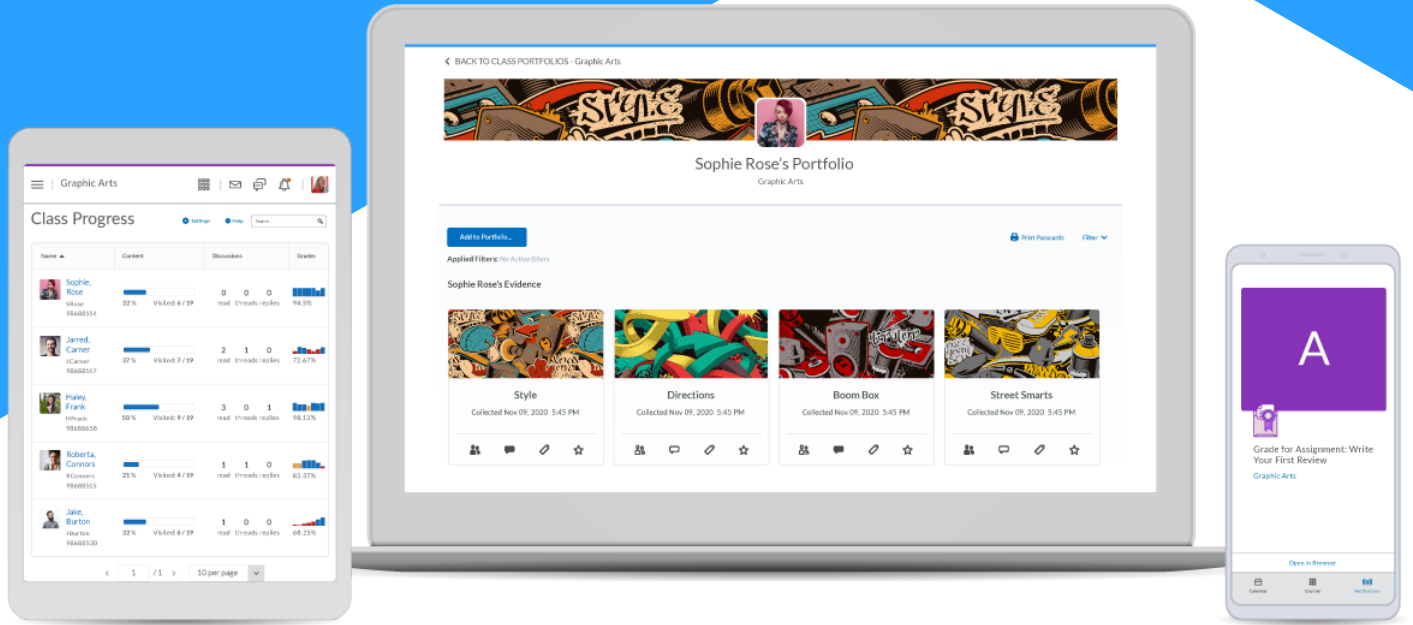 Graphic Arts
Class Progress
Settings
Help
Search..
Name
Content
Discussions
Grades
Sophie,
Rose
SRose
98688554
32 %
Visited: 6 / 19
0 0 0
read threads replies
94.5%
Jarred,
Carner
JCarner
98688517
37 %
Visited: 7 / 19
2 1 0
read threads replies
72.67%
Haley,
Frank
HFrank
98688658
50 %
Visited: 9 / 19
3 0 1
read threads replies
98.12%
Roberta,
Connors
RConnors
98688515
21 %
Visited: 4 / 19
1 1 0
read threads replies
82.37%
Jake,
Burton
JBurton
98688530
32 %
Visited: 6 / 19
1 0 0
read threads replies
68.25%
1 / 1
10 per page
BACK TO CLASS PORTFOLIOS - Graphic Arts
STYLE
STYLE
Sophie Rose's Portfolio
Graphic Arts
Add to Portfolio...
Print Passcards
Filter
Applied Filters: No Active filters
Sophie Rose's Evidence
Style
Collected Nov 09, 2020 5:45 PM
Directions
Collected Nov 09, 2020 5:45 PM
Boom Box
Collected Nov 09, 2020 5:45 PM
Street Smarts
Collected Nov 09, 2020 5:45 PM
A
Grade for Assignment: Write
Your First Review
Graphic Arts
Open in Browser
Calendar
Notifications